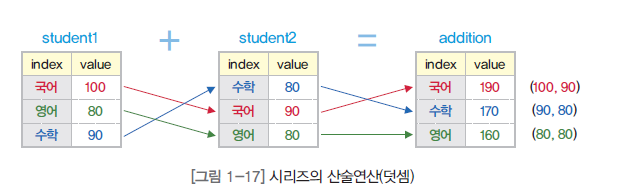 student1 + student2 = addition
index value index value index value
국어 100 수학 80 국어 190 (100, 90)
영어 80 국어 90 수학 170 (90, 80)
수학 90 영어 80 영어 160 (80, 80)
[그림 1-17] 시리즈의 산술연산(덧셈)